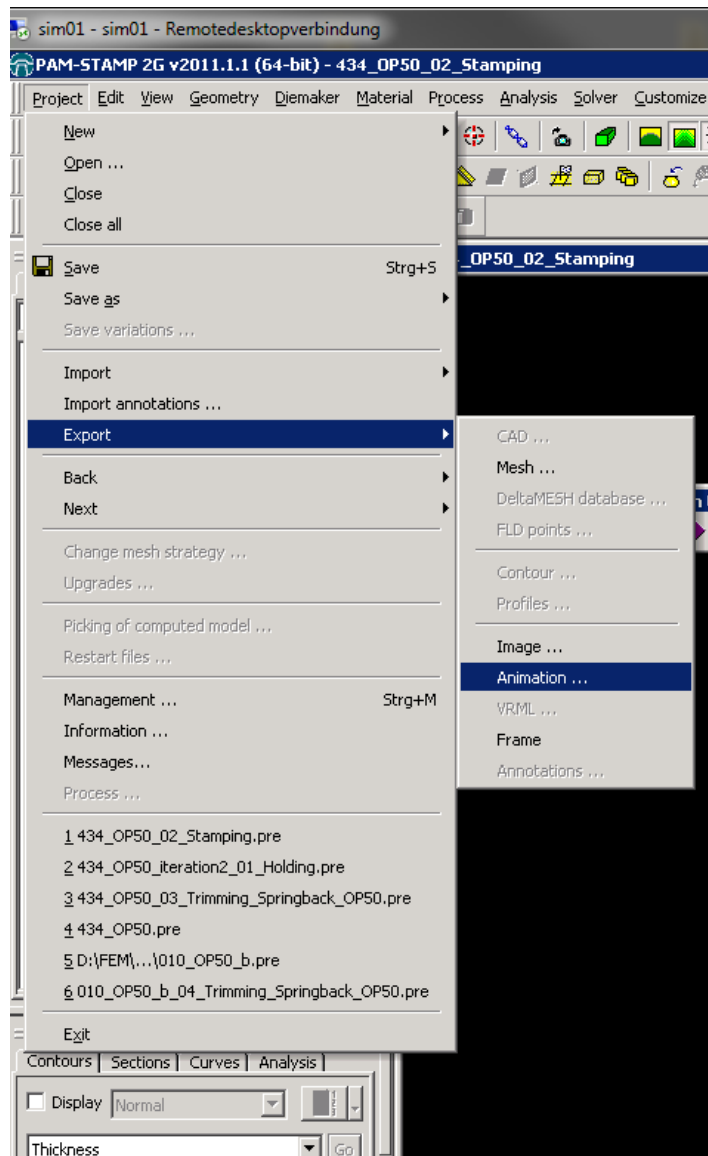 sim01 - sim01 - Remotedesktopverbindung
PAM-STAMP 2G v2011.1.1 (64-bit) - 434_OP50_02_Stamping
Project Edit View Geometry Diemaker Material Process Analysis Solver Customize
New
Open ...
Close
Close all
_OP50_02_Stamping
Save Strg+S
Save as
Save variations ...
Import
Import annotations ...
Export
Back
Next
Change mesh strategy ...
Upgrades ...
Picking of computed model ...
Restart files ...
Management ... Strg+M
Information ...
Messages...
Process ...
1 434_OP50_02_Stamping.pre
2 434_OP50_iteration2_01_Holding.pre
3 434_OP50_03_Trimming_Springback_OP50.pre
4 434_OP50.pre
5 D:\FEM\...\010_OP50_b.pre
6 010_OP50_b_04_Trimming_Springback_OP50.pre
Exit
CAD ...
Mesh ...
DeltaMESH database ...
FLD points ...
Contour ...
Profiles ...
Image ...
Animation ...
VRML ...
Frame
Annotations ...
Contours Sections Curves Analysis
Display Normal
Thickness Go